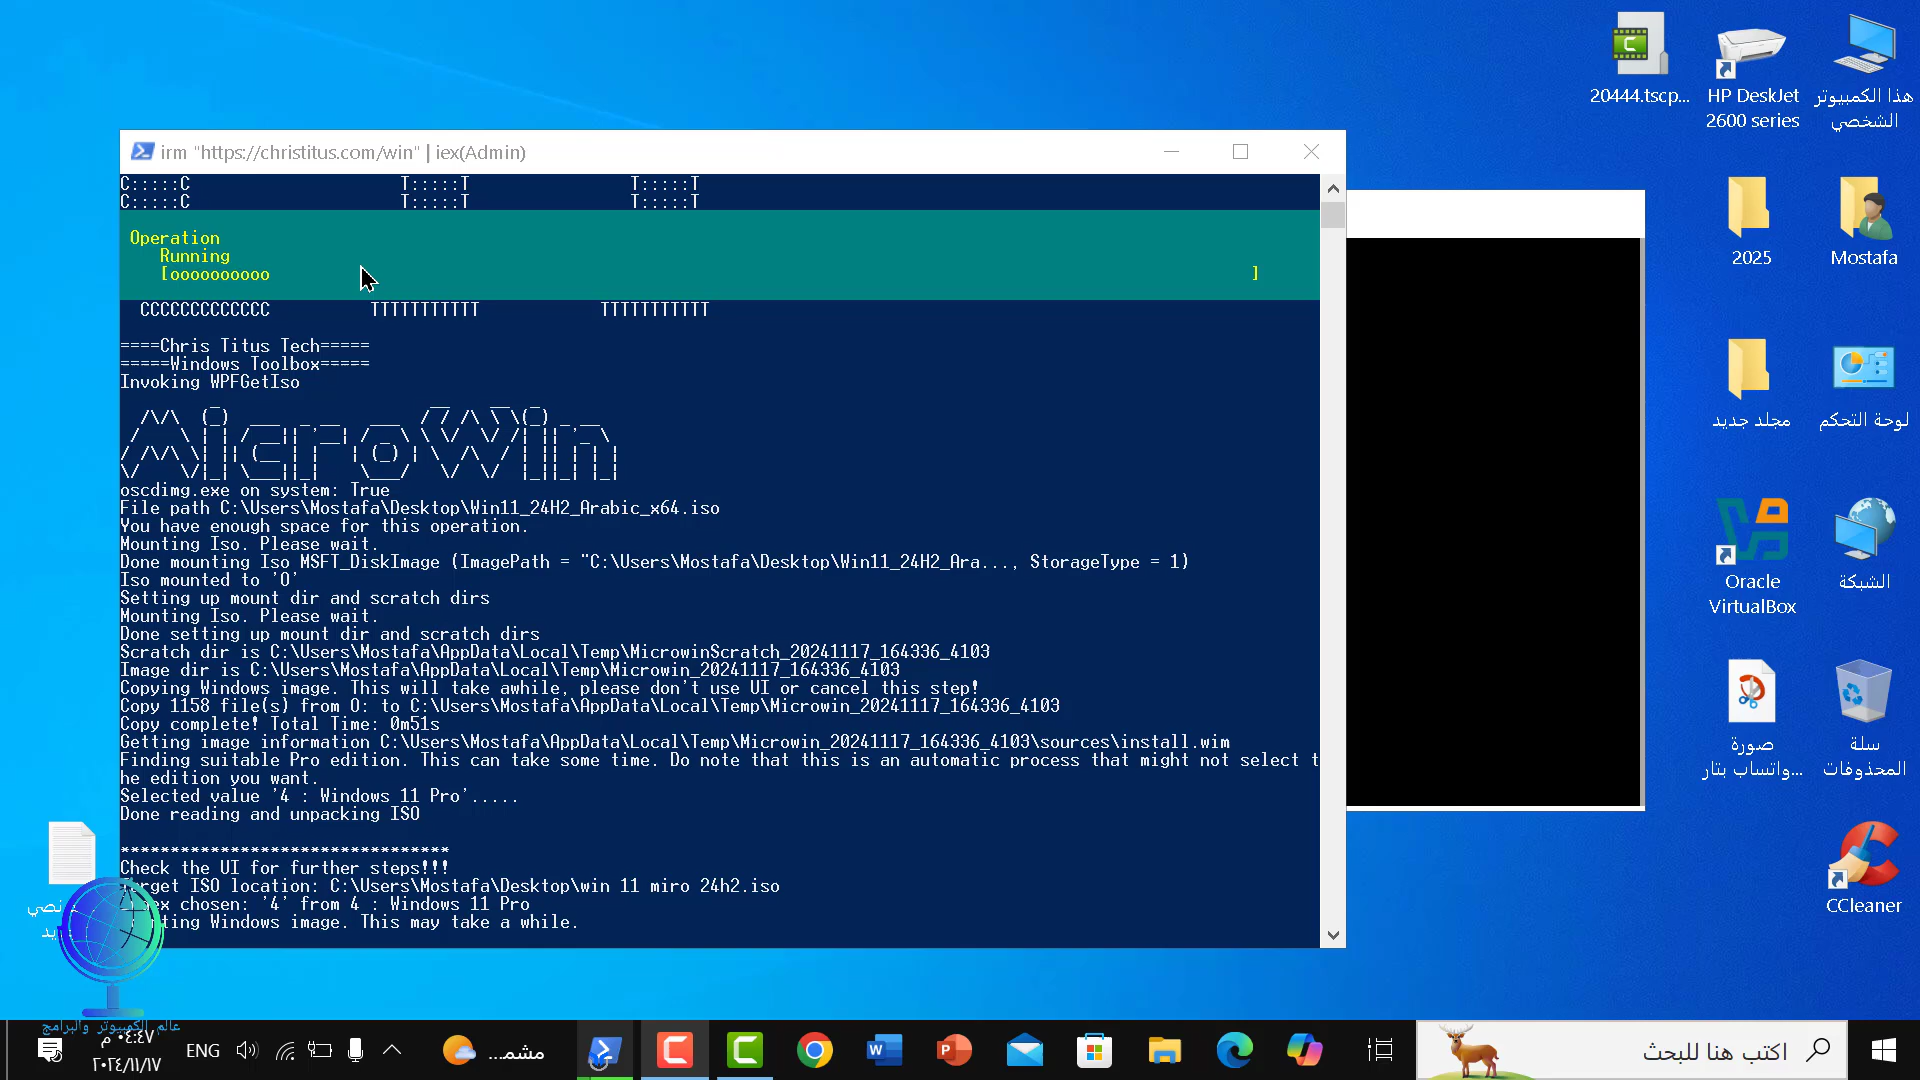 irm "https://christitus.com/win" | iex(Admin)
C:::::C T:::::T T:::::T
C:::::C T:::::T T:::::T
Operation
Running
[oooooooooo ]
CCCCCCCCCCCCC TTTTTTTTTTT TTTTTTTTTTT
====Chris Titus Tech=====
=====Windows Toolbox=====
Invoking WPFGetIso
MicroWin
oscdimg.exe on system: True
File path C:\Users\Mostafa\Desktop\Win11_24H2_Arabic_x64.iso
You have enough space for this operation.
Mounting Iso. Please wait.
Done mounting Iso MSFT_DiskImage (ImagePath = "C:\Users\Mostafa\Desktop\Win11_24H2_Ara..., StorageType = 1)
Iso mounted to 'O'
Setting up mount dir and scratch dirs
Mounting Iso. Please wait.
Done setting up mount dir and scratch dirs
Scratch dir is C:\Users\Mostafa\AppData\Local\Temp\MicrowinScratch_20241117_164336_4103
Image dir is C:\Users\Mostafa\AppData\Local\Temp\Microwin_20241117_164336_4103
Copying Windows image. This will take awhile, please don't use UI or cancel this step!
Copy 1158 file(s) from O: to C:\Users\Mostafa\AppData\Local\Temp\Microwin_20241117_164336_4103
Copy complete! Total Time: 0m51s
Getting image information C:\Users\Mostafa\AppData\Local\Temp\Microwin_20241117_164336_4103\sources\install.wim
Finding suitable Pro edition. This can take some time. Do note that this is an automatic process that might not select t
he edition you want.
Selected value '4 : Windows 11 Pro'.....
Done reading and unpacking ISO
*********************************
Check the UI for further steps!!!
Target ISO location: C:\Users\Mostafa\Desktop\win 11 miro 24h2.iso
chosen: '4' from 4 : Windows 11 Pro
Windows image. This may take a while.
20444.tscp...
HP DeskJet
2600 series
هذا الكمبيوتر
الشخصي
2025
Mostafa
مجلد جديد
لوحة التحكم
Oracle
VirtualBox
الشبكة
صورة
واتساب بتار...
سلة
المحذوفات
CCleaner
نصي
عالم الكمبيوتر والبرامج
٠٤:٤٧ م
٢٠٢٤/١١/١٧
ENG
مشمـ...
اكتب هنا للبحث